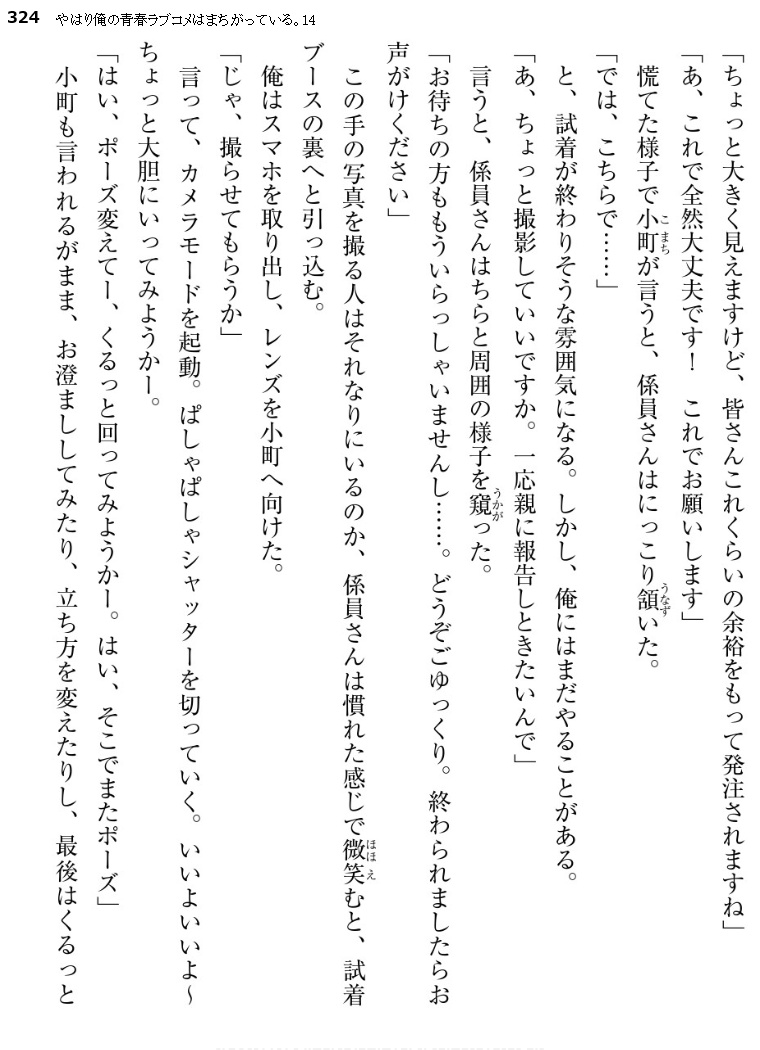 324 やはり俺の青春ラブコメはまちがっている。14
「ちょっと大きく見えますけど、皆さんこれくらいの余裕をもって発注されますね」
「あ、これで全然大丈夫です！　これでお願いします」
慌てた様子で小町が言うと、係員さんはにっこり頷いた。
「では、こちらで……」
と、試着が終わりそうな雰囲気になる。しかし、俺にはまだやることがある。
「あ、ちょっと撮影していいですか。一応親に報告しときたいんで」
言うと、係員さんはちらと周囲の様子を窺った。
「お待ちの方ももういらっしゃいませんし……。どうぞごゆっくり。終わられましたらお
声がけください」
この手の写真を撮る人はそれなりにいるのか、係員さんは慣れた感じで微笑むと、試着
ブースの裏へと引っ込む。
俺はスマホを取り出し、レンズを小町へ向けた。
「じゃ、撮らせてもらうか」
言って、カメラモードを起動。ぱしゃぱしゃシャッターを切っていく。いいよいいよ～
ちょっと大胆にいってみようかー。
「はい、ポーズ変えてー、くるっと回ってみようかー。はい、そこでまたポーズ」
小町も言われるがまま、お澄まししてみたり、立ち方を変えたりし、最後はくるっと